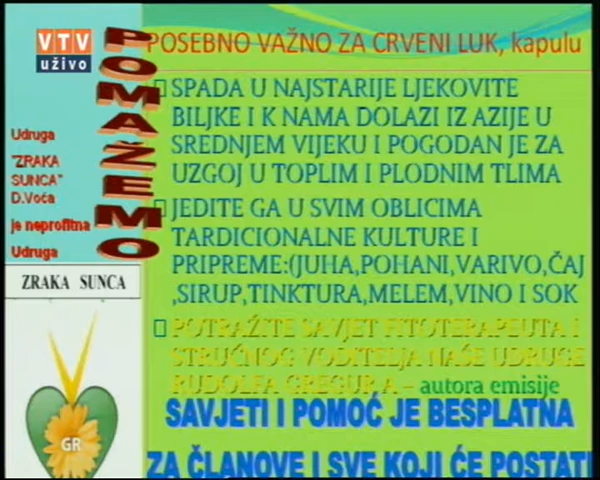 VTV
uživo
POMAŽEMO
Udruga
"ZRAKA
SUNCA"
D.Voća
je neprofitna
Udruga
ZRAKA SUNCA
GR
POSEBNO VAŽNO ZA CRVENI LUK, kapulu
SPADA U NAJSTARIJE LJEKOVITE
BILJKE I K NAMA DOLAZI IZ AZIJE U
SREDNJEM VIJEKU I POGODAN JE ZA
UZGOJ U TOPLIM I PLODNIM TLIMA
JEDITE GA U SVIM OBLICIMA
TARDICIONALNE KULTURE I
PRIPREME:(JUHA,POHANI,VARIVO,ČAJ
,SIRUP,TINKTURA,MELEM,VINO I SOK
POTRAŽITE SAVJET FITOTERAPEUTA I
STRUČNOG VODITELJA NAŠE UDRUGE
RUDOLFA GREGURA – autora emisije
SAVJETI I POMOĆ JE BESPLATNA
ZA ČLANOVE I SVE KOJI ĆE POSTATI